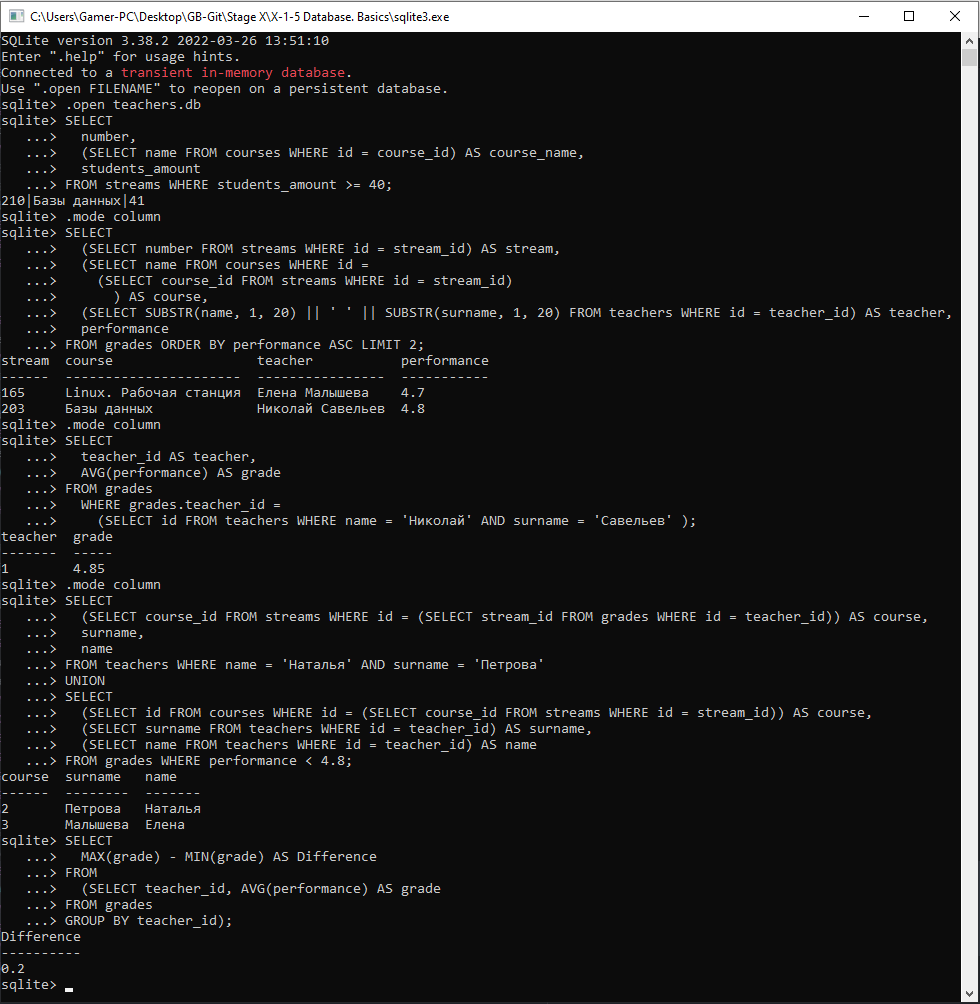 C:\Users\Gamer-PC\Desktop\GB-Git\Stage X\X-1-5 Database. Basics\sqlite3.exe
SQLite version 3.38.2 2022-03-26 13:51:10
Enter ".help" for usage hints.
Connected to a transient in-memory database.
Use ".open FILENAME" to reopen on a persistent database.
sqlite> .open teachers.db
sqlite> SELECT
   ...>   number,
   ...>   (SELECT name FROM courses WHERE id = course_id) AS course_name,
   ...>   students_amount
   ...> FROM streams WHERE students_amount >= 40;
210|Базы данных|41
sqlite> .mode column
sqlite> SELECT
   ...>   (SELECT number FROM streams WHERE id = stream_id) AS stream,
   ...>   (SELECT name FROM courses WHERE id =
   ...>     (SELECT course_id FROM streams WHERE id = stream_id)
   ...>       ) AS course,
   ...>   (SELECT SUBSTR(name, 1, 20) || ' ' || SUBSTR(surname, 1, 20) FROM teachers WHERE id = teacher_id) AS teacher,
   ...>   performance
   ...> FROM grades ORDER BY performance ASC LIMIT 2;
stream  course                  teacher           performance
------  ----------------------  ----------------  -----------
165     Linux. Рабочая станция  Елена Малышева    4.7
203     Базы данных             Николай Савельев  4.8
sqlite> .mode column
sqlite> SELECT
   ...>   teacher_id AS teacher,
   ...>   AVG(performance) AS grade
   ...> FROM grades
   ...>   WHERE grades.teacher_id =
   ...>     (SELECT id FROM teachers WHERE name = 'Николай' AND surname = 'Савельев' );
teacher  grade
-------  -----
1        4.85
sqlite> .mode column
sqlite> SELECT
   ...>   (SELECT course_id FROM streams WHERE id = (SELECT stream_id FROM grades WHERE id = teacher_id)) AS course,
   ...>   surname,
   ...>   name
   ...> FROM teachers WHERE name = 'Наталья' AND surname = 'Петрова'
   ...> UNION
   ...> SELECT
   ...>   (SELECT id FROM courses WHERE id = (SELECT course_id FROM streams WHERE id = stream_id)) AS course,
   ...>   (SELECT surname FROM teachers WHERE id = teacher_id) AS surname,
   ...>   (SELECT name FROM teachers WHERE id = teacher_id) AS name
   ...> FROM grades WHERE performance < 4.8;
course  surname   name
------  --------  -------
2       Петрова   Наталья
3       Малышева  Елена
sqlite> SELECT
   ...>   MAX(grade) - MIN(grade) AS Difference
   ...> FROM
   ...>   (SELECT teacher_id, AVG(performance) AS grade
   ...> FROM grades
   ...> GROUP BY teacher_id);
Difference
----------
0.2
sqlite>